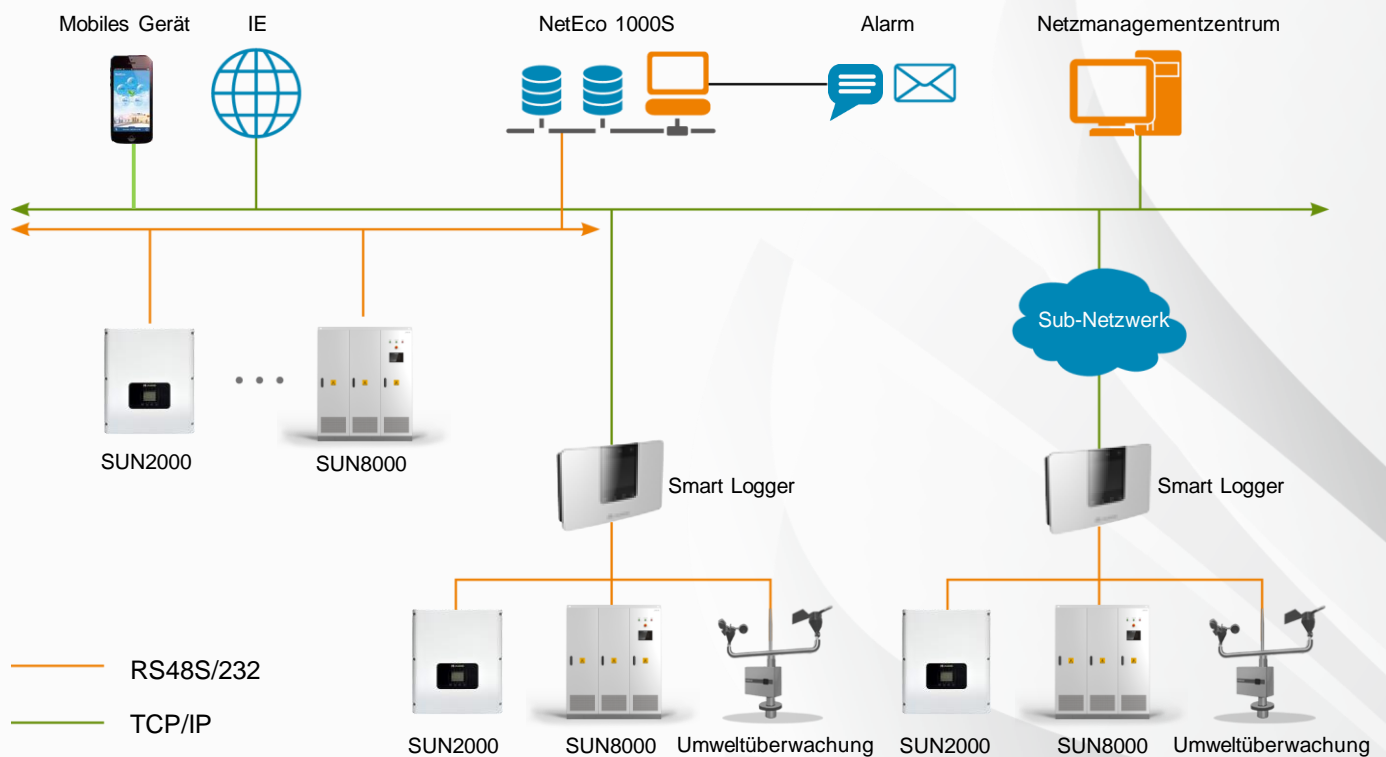 Mobiles Gerät
IE
NetEco 1000S
Alarm
Netzmanagementzentrum
Sub-Netzwerk
SUN2000
SUN8000
Smart Logger
Smart Logger
RS48S/232
TCP/IP
SUN2000
SUN8000
Umweltüberwachung
SUN2000
SUN8000
Umweltüberwachung